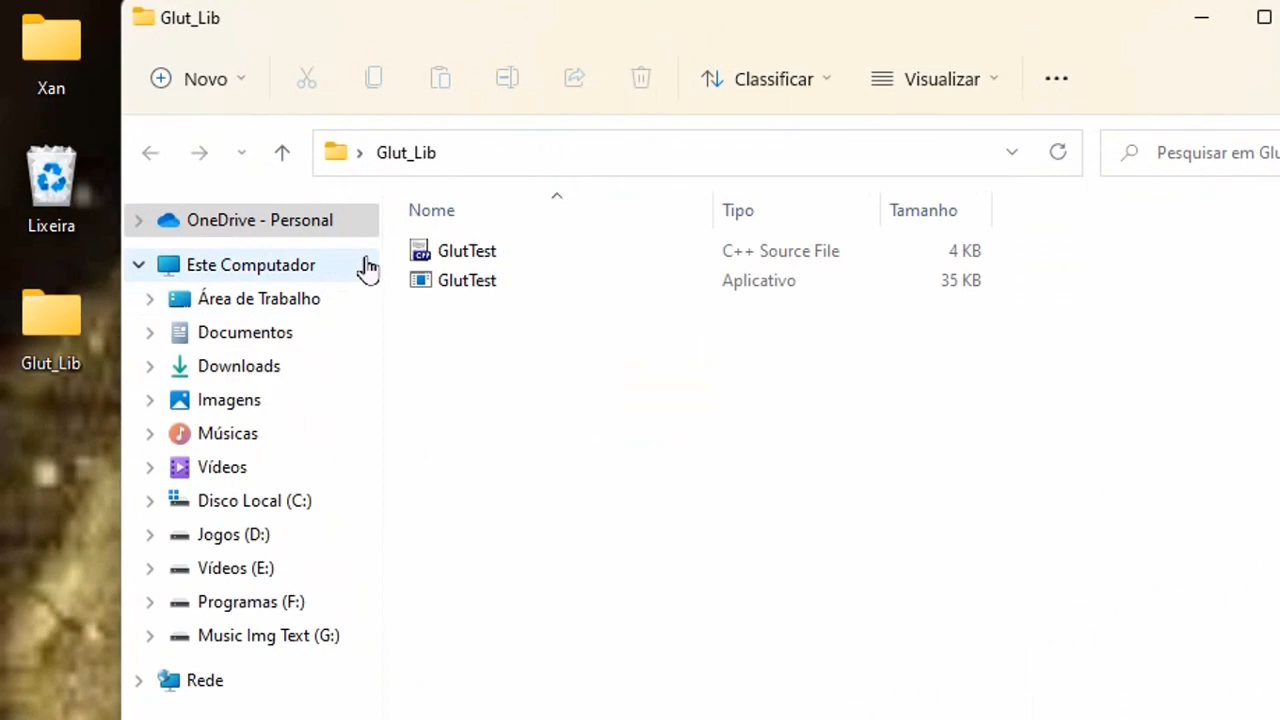 Xan
Lixeira
Glut_Lib
Glut_Lib
Novo
Classificar
Visualizar
Glut_Lib
Pesquisar em Glu
OneDrive - Personal
Este Computador
Área de Trabalho
Documentos
Downloads
Imagens
Músicas
Vídeos
Disco Local (C:)
Jogos (D:)
Vídeos (E:)
Programas (F:)
Music Img Text (G:)
Rede
Nome Tipo Tamanho
GlutTest C++ Source File 4 KB
GlutTest Aplicativo 35 KB